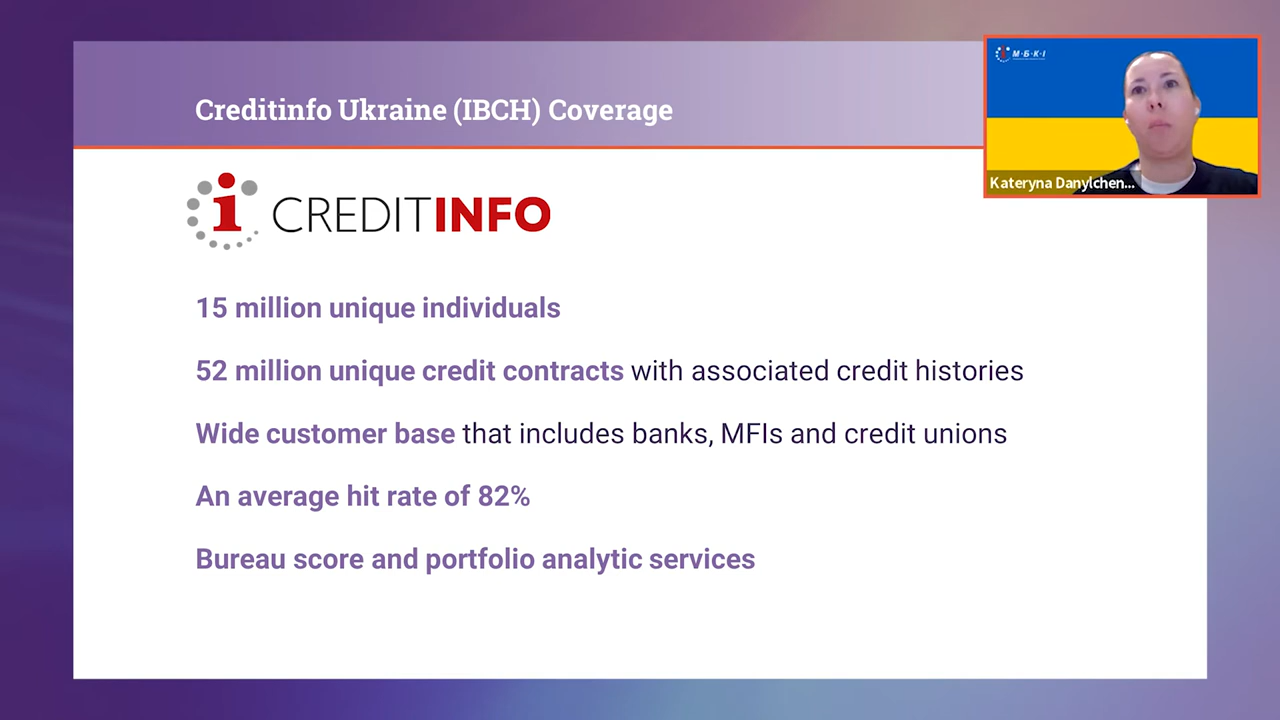 Creditinfo Ukraine (IBCH) Coverage
М·Б·К·І
Kateryna Danylchen...
CREDITINFO
15 million unique individuals
52 million unique credit contracts with associated credit histories
Wide customer base that includes banks, MFIs and credit unions
An average hit rate of 82%
Bureau score and portfolio analytic services